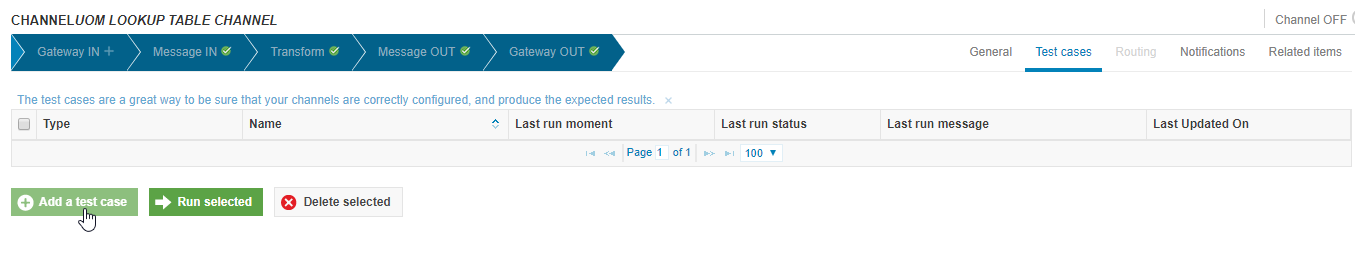 CHANNEL UOM LOOKUP TABLE CHANNEL
Channel OFF
Gateway IN Message IN Transform Message OUT Gateway OUT
General Test cases Routing Notifications Related items
The test cases are a great way to be sure that your channels are correctly configured, and produce the expected results.
Type Name Last run moment Last run status Last run message Last Updated On
Page 1 of 1 100
Add a test case Run selected Delete selected